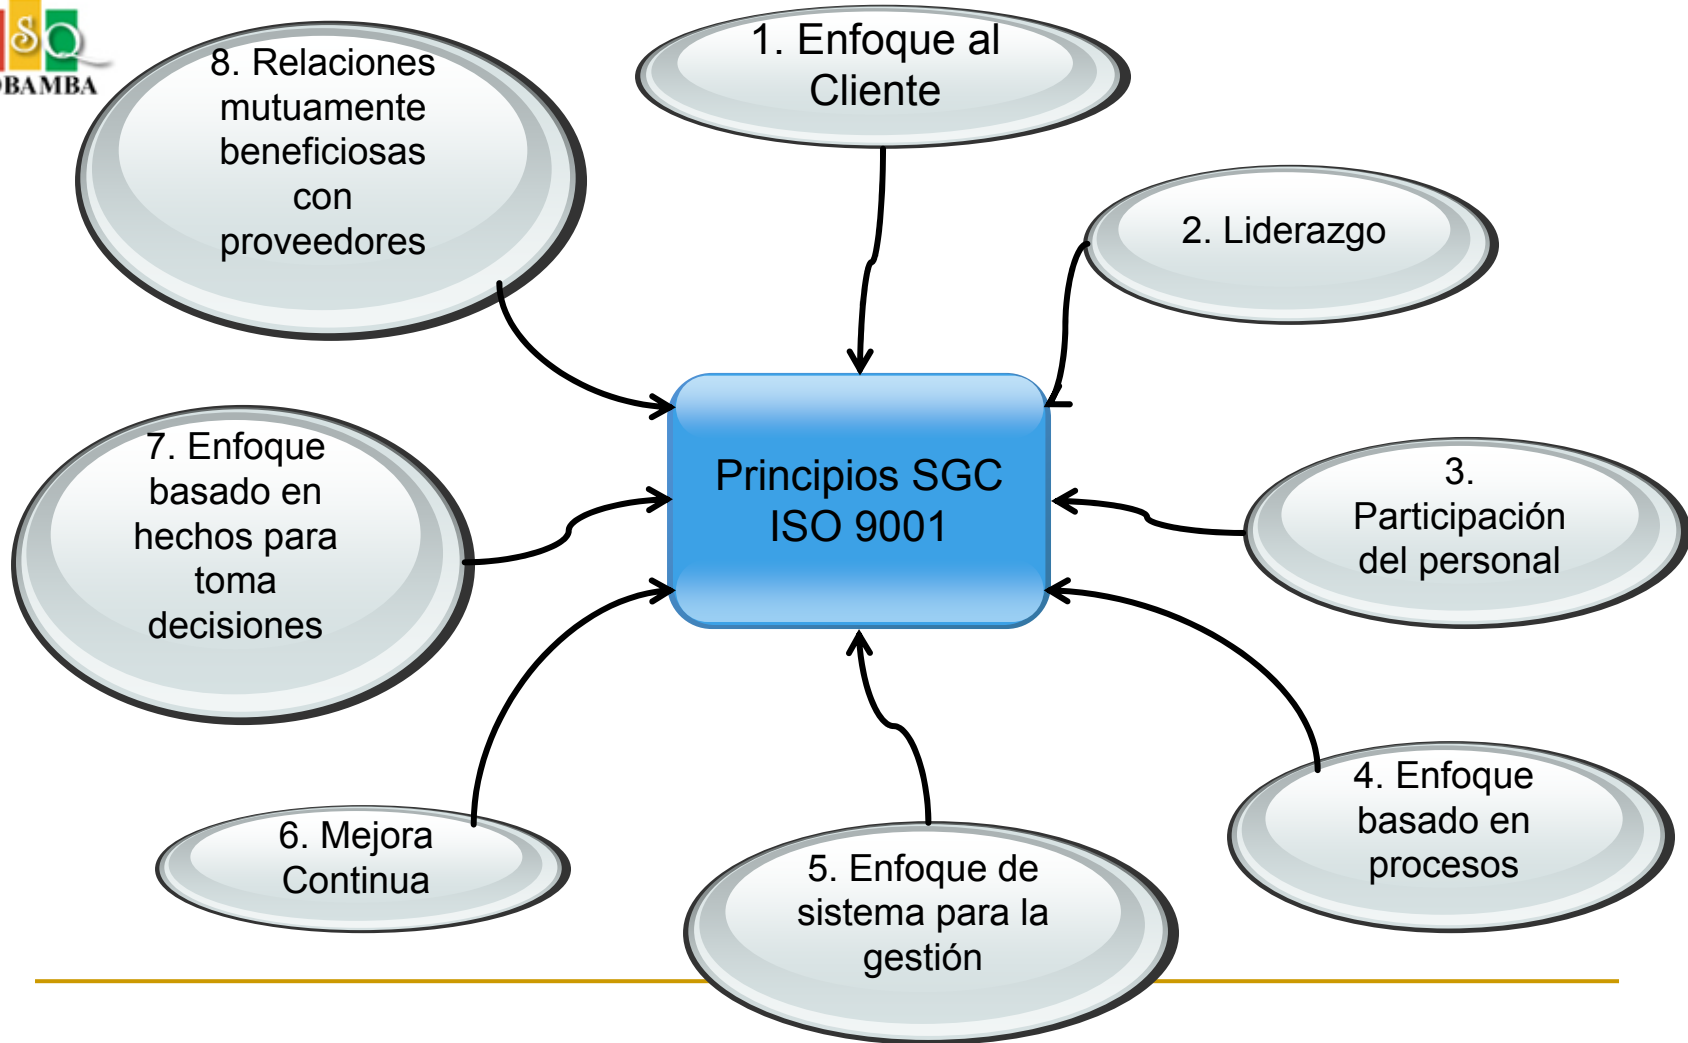 SQ
OBAMBA
1. Enfoque al
Cliente
2. Liderazgo
3.
Participación
del personal
4. Enfoque
basado en
procesos
5. Enfoque de
sistema para la
gestión
6. Mejora
Continua
7. Enfoque
basado en
hechos para
toma
decisiones
8. Relaciones
mutuamente
beneficiosas
con
proveedores
Principios SGC
ISO 9001